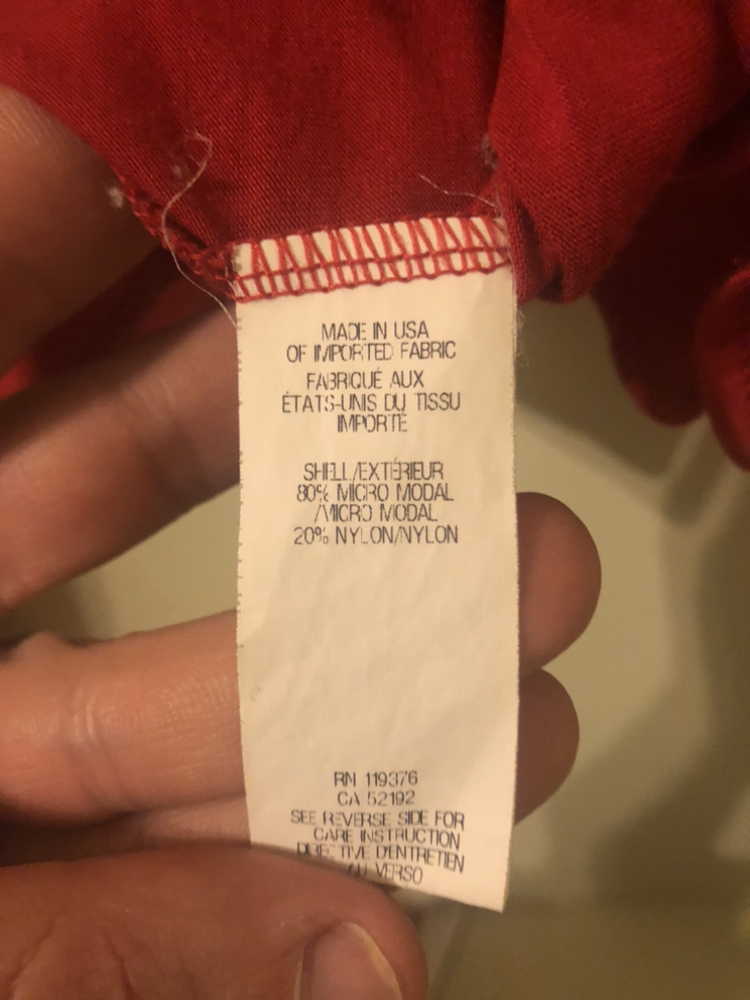 MADE IN USA
OF IMPORTED FABRIC
FABRIQUÉ AUX
ÉTATS-UNIS DU TISSU
IMPORTÉ
SHELL/EXTÉRIEUR
80% MICRO MODAL
/MICRO MODAL
20% NYLON/NYLON
RN 119376
CA 52192
SEE REVERSE SIDE FOR
CARE INSTRUCTION
DIRECTIVE D'ENTRETIEN
AU VERSO